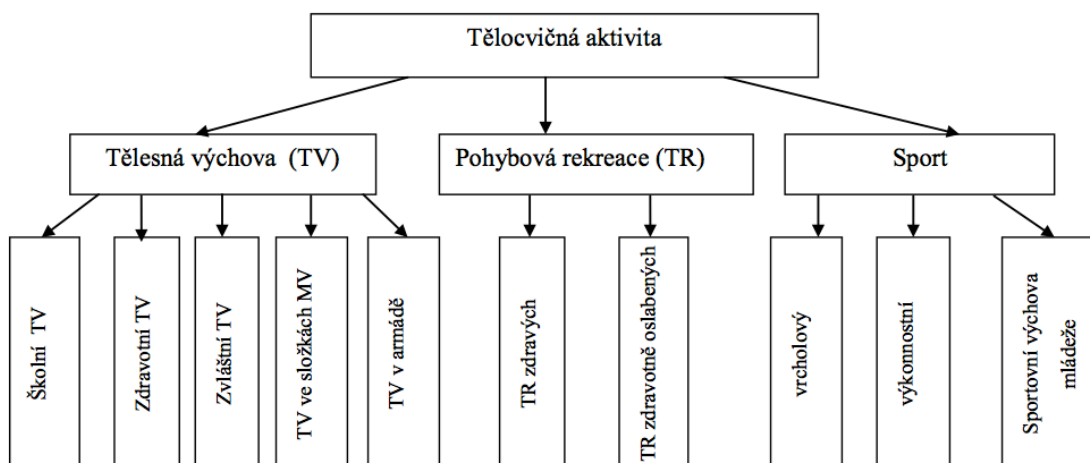 Tělocvičná aktivita
Tělesná výchova (TV)
Pohybová rekreace (TR)
Sport
Školní TV
Zdravotní TV
Zvláštní TV
TV ve složkách MV
TV v armádě
TR zdravých
TR zdravotně oslabených
vrcholový
výkonnostní
Sportovní výchova
mládeže